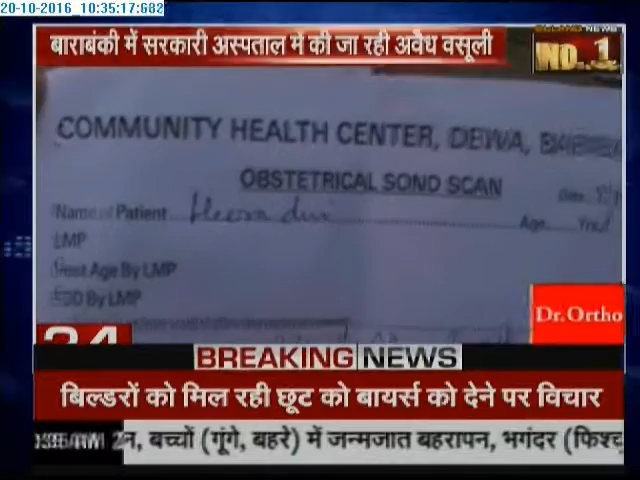 20-10-2016_10:35:17:682
बाराबंकी में सरकारी अस्पताल में की जा रही अवैध वसूली
NO. 1
COMMUNITY HEALTH CENTER, DEWA,
OBSTETRICAL SOND SCAN
Name of Patient
Age
LMP
Gest Age By LMP
EDD By LMP
Dr. Ortho
24
BREAKING NEWS
बिल्डरों को मिल रही छूट को बायर्स को देने पर विचार
न, बच्चों (गूंगे, बहरे) में जन्मजात बहरापन, भगंदर